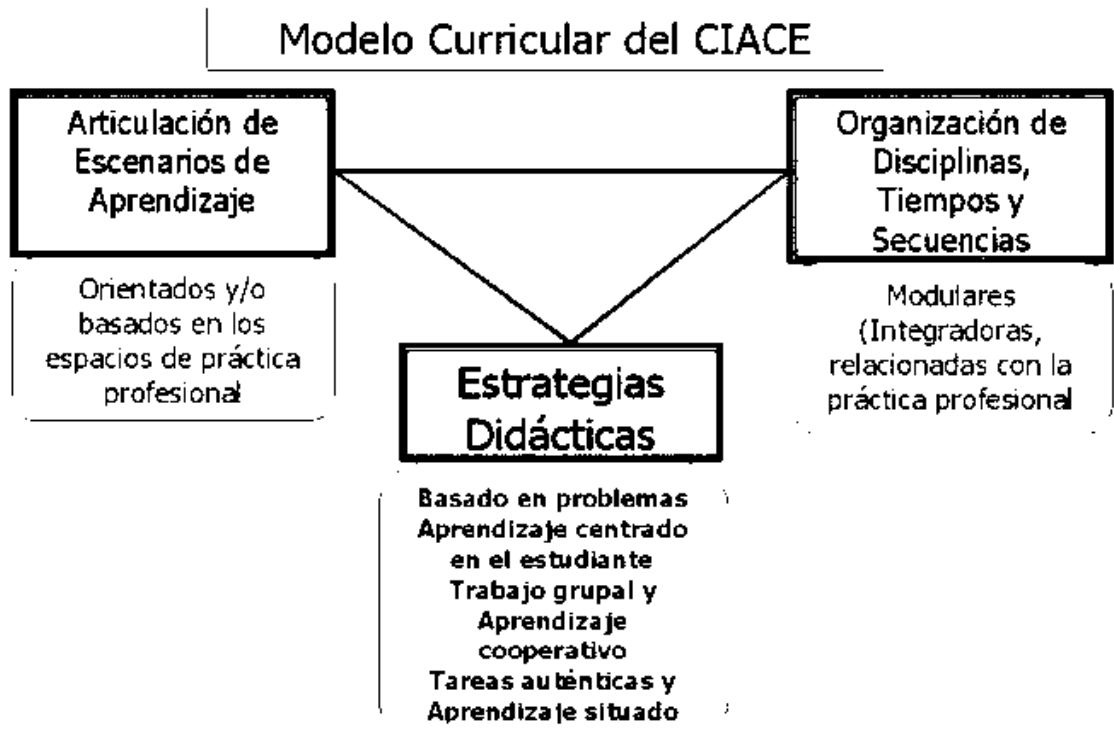 Modelo Curricular del CIACE
Articulación de
Escenarios de
Aprendizaje
Orientados y/o
basados en los
espacios de práctica
profesional
Organización de
Disciplinas,
Tiempos y
Secuencias
Modulares
(Integradoras,
relacionadas con la
práctica profesional
Estrategias
Didácticas
Basado en problemas
Aprendizaje centrado
en el estudiante
Trabajo grupal y
Aprendizaje
cooperativo
Tareas auténticas y
Aprendizaje situado